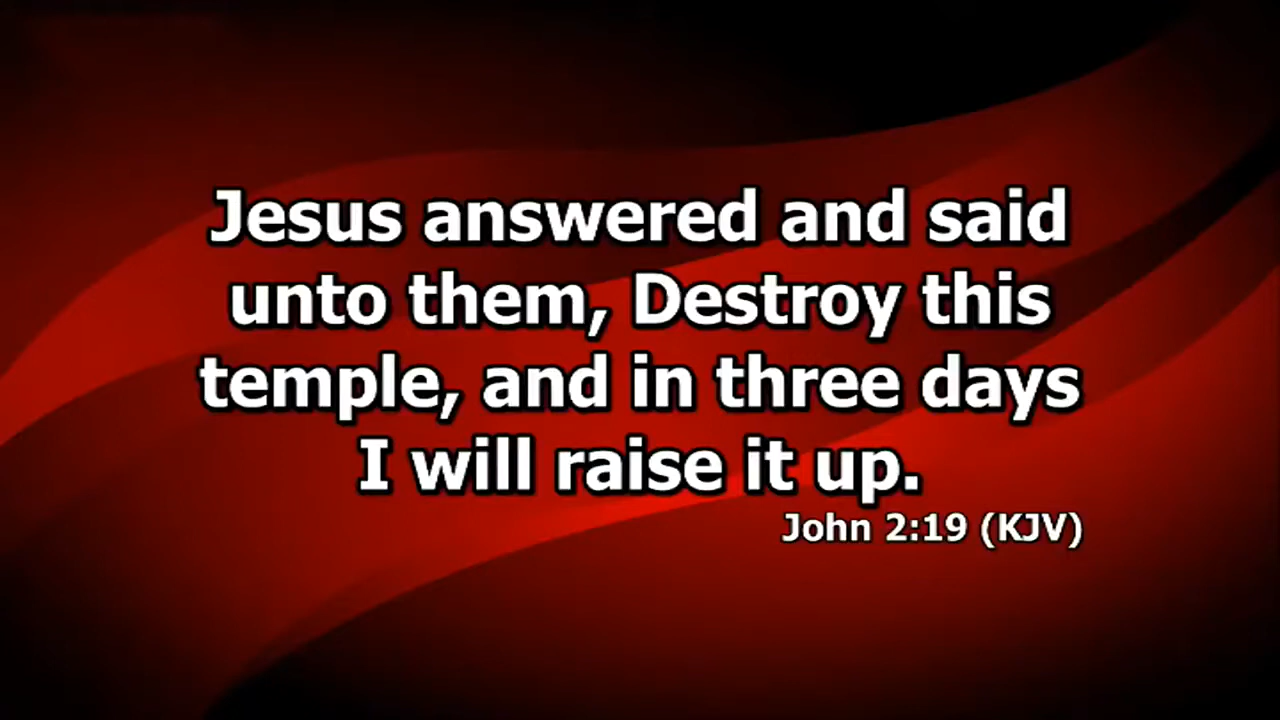 Jesus answered and said
unto them, Destroy this
temple, and in three days
I will raise it up.
John 2:19 (KJV)